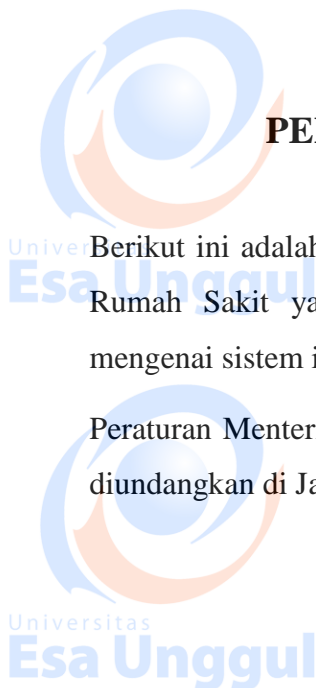 PE
Univer
Berikut ini adalah
Esa Unggul
Rumah Sakit ya
mengenai sistem i
Peraturan Menter
diundangkan di Ja
Universitas
Esa Unggul